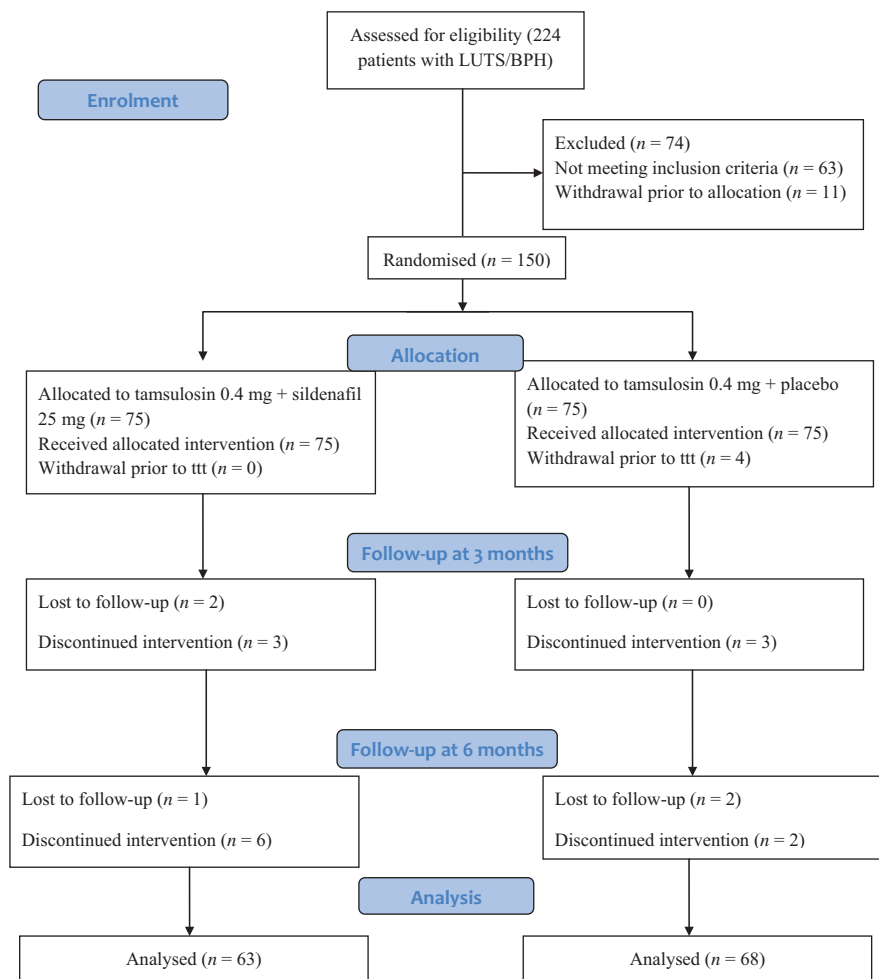 Assessed for eligibility (224
patients with LUTS/BPH)
Enrolment
Excluded (n = 74)
Not meeting inclusion criteria (n = 63)
Withdrawal prior to allocation (n = 11)
Randomised (n = 150)
Allocation
Allocated to tamsulosin 0.4 mg + sildenafil
25 mg (n = 75)
Received allocated intervention (n = 75)
Withdrawal prior to ttt (n = 0)
Allocated to tamsulosin 0.4 mg + placebo
(n = 75)
Received allocated intervention (n = 75)
Withdrawal prior to ttt (n = 4)
Follow-up at 3 months
Lost to follow-up (n = 2)
Discontinued intervention (n = 3)
Lost to follow-up (n = 0)
Discontinued intervention (n = 3)
Follow-up at 6 months
Lost to follow-up (n = 1)
Discontinued intervention (n = 6)
Lost to follow-up (n = 2)
Discontinued intervention (n = 2)
Analysis
Analysed (n = 63)
Analysed (n = 68)